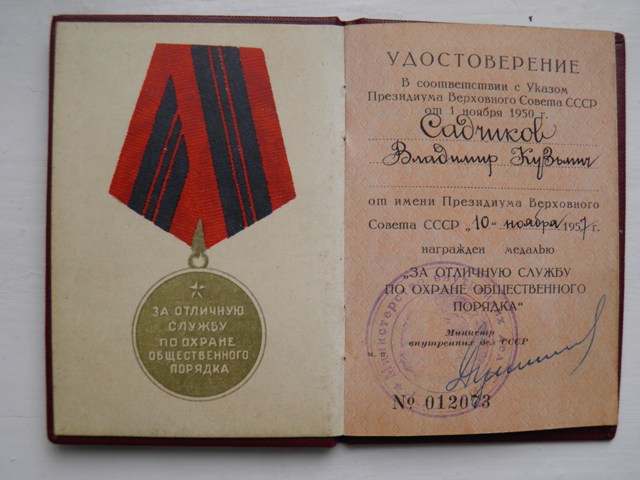 ЗА ОТЛИЧНУЮ
СЛУЖБУ
ПО ОХРАНЕ
ОБЩЕСТВЕННОГО
ПОРЯДКА
УДОСТОВЕРЕНИЕ
В соответствии с Указом
Президиума Верховного Совета СССР
от 1 ноября 1950 г.
Садчиков
Владимир Кузьмич
от имени Президиума Верховного
Совета СССР „10" ноября 1957 г.
награжден медалью
„ЗА ОТЛИЧНУЮ СЛУЖБУ
ПО ОХРАНЕ ОБЩЕСТВЕННОГО
ПОРЯДКА"
Министр
внутренних дел СССР
№ 012073